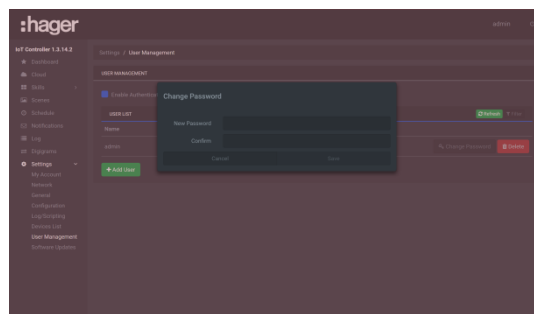 :hager
admin
IoT Controller 1.3.14.2
Dashboard
Cloud
Skills
Scenes
Schedule
Notifications
Log
Digigrams
Settings
My Account
Network
General
Configuration
Log/Scripting
Devices List
User Management
Software Updates
Settings / User Management
USER MANAGEMENT
Enable Authentication
USER LIST
Refresh
Name
admin
Change Password
Delete
+ Add User
Change Password
New Password
Confirm
Cancel
Save